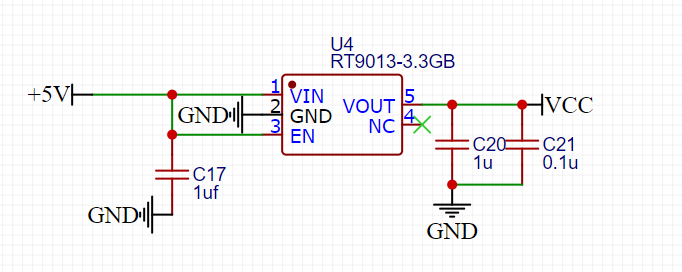 U4
RT9013-3.3GB
+5V
1
VIN
GND
2
GND
3
EN
VOUT
5
NC
4
VCC
C17
1uf
GND
C20
1u
C21
0.1u
GND